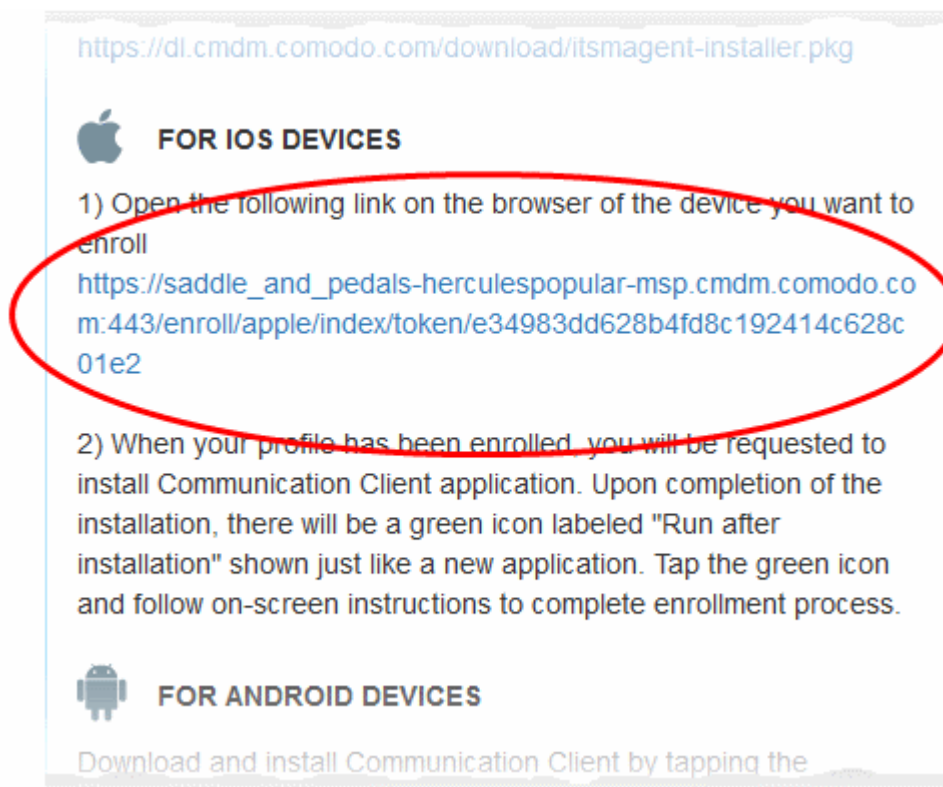 https://dl.cmdm.comodo.com/download/itsmagent-installer.pkg
FOR IOS DEVICES
1) Open the following link on the browser of the device you want to
enroll
https://saddle_and_pedals-herculespopular-msp.cmdm.comodo.co
m:443/enroll/apple/index/token/e34983dd628b4fd8c192414c628c
01e2
2) When your profile has been enrolled, you will be requested to
install Communication Client application. Upon completion of the
installation, there will be a green icon labeled "Run after
installation" shown just like a new application. Tap the green icon
and follow on-screen instructions to complete enrollment process.
FOR ANDROID DEVICES
Download and install Communication Client by tapping the